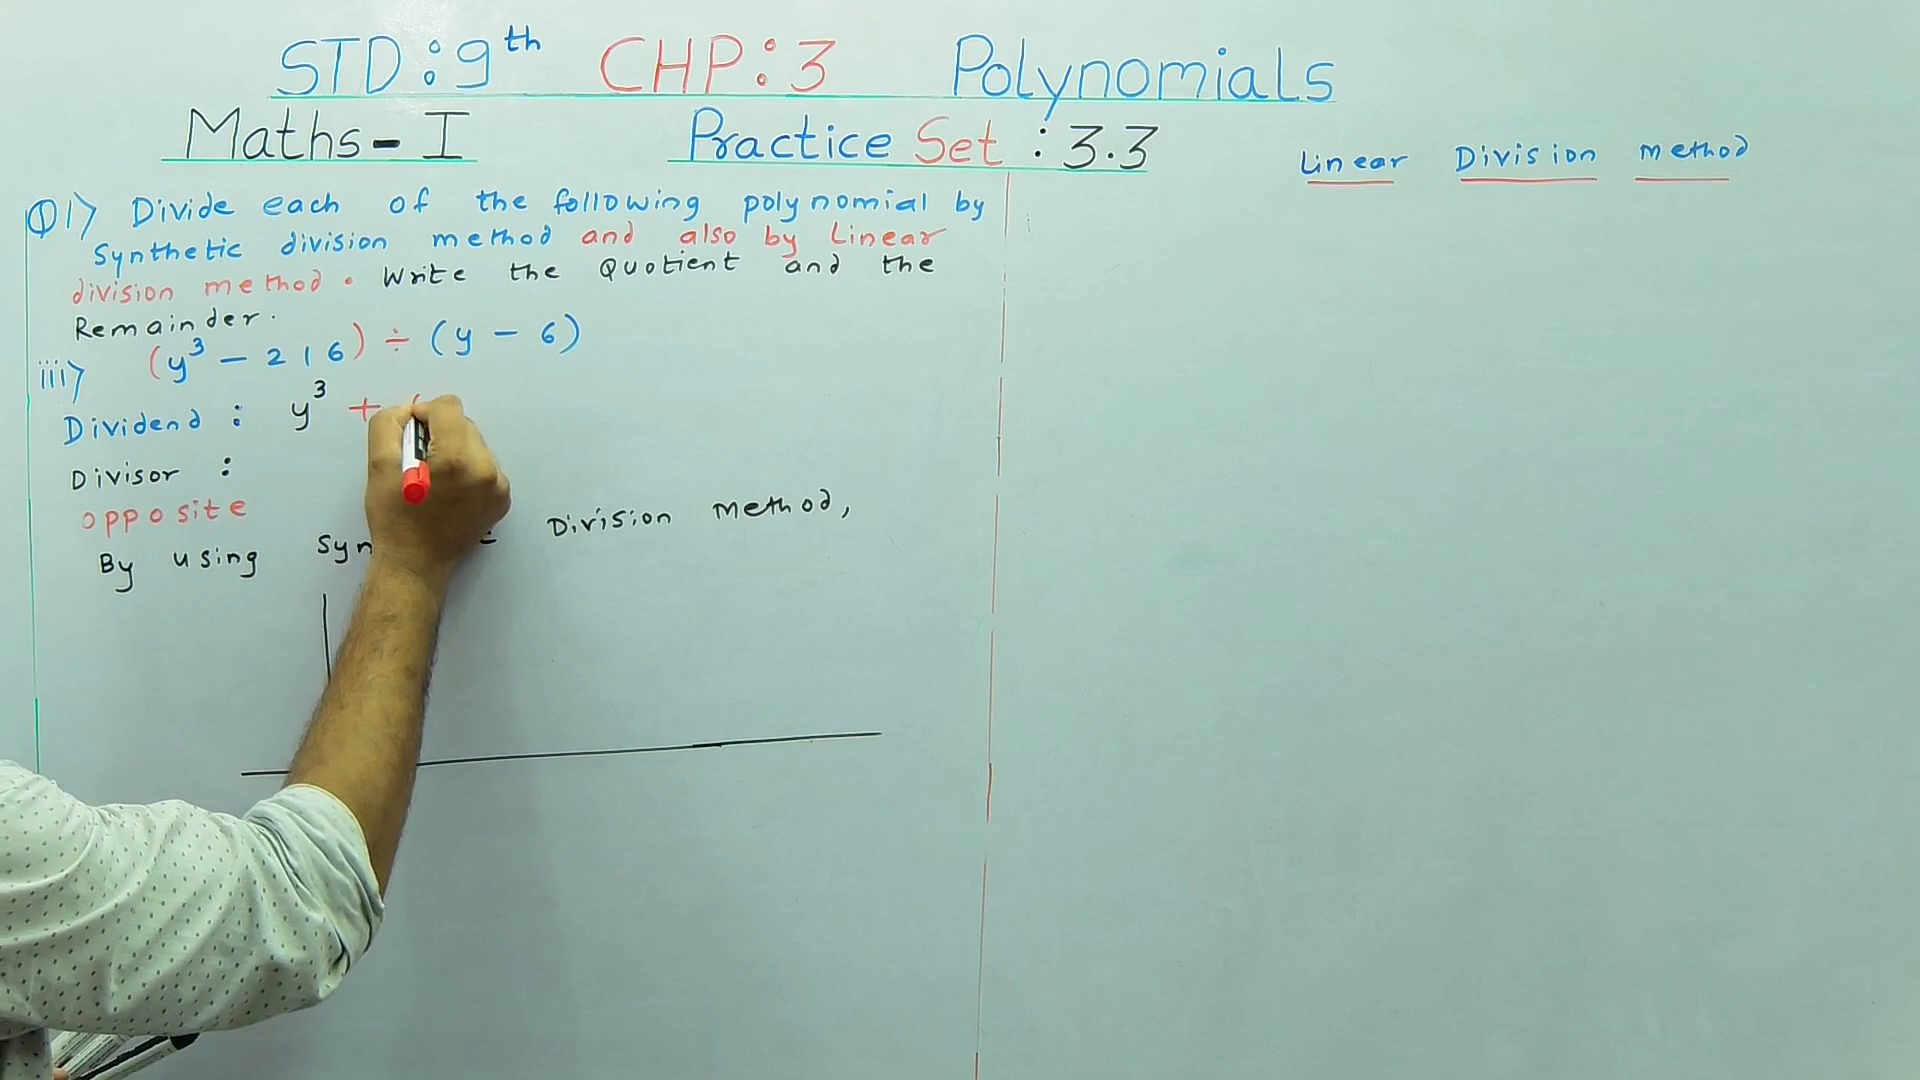 STD : 9th CHP : 3 Polynomials
Maths - I Practice Set : 3.3
Q1) Divide each of the following polynomial by
Synthetic division method and also by Linear
division method. Write the Quotient and the
Remainder.
iii) (y³ - 216) ÷ (y - 6)
Dividend : y³ +
Divisor :
opposite
By using Division method,
Linear Division method